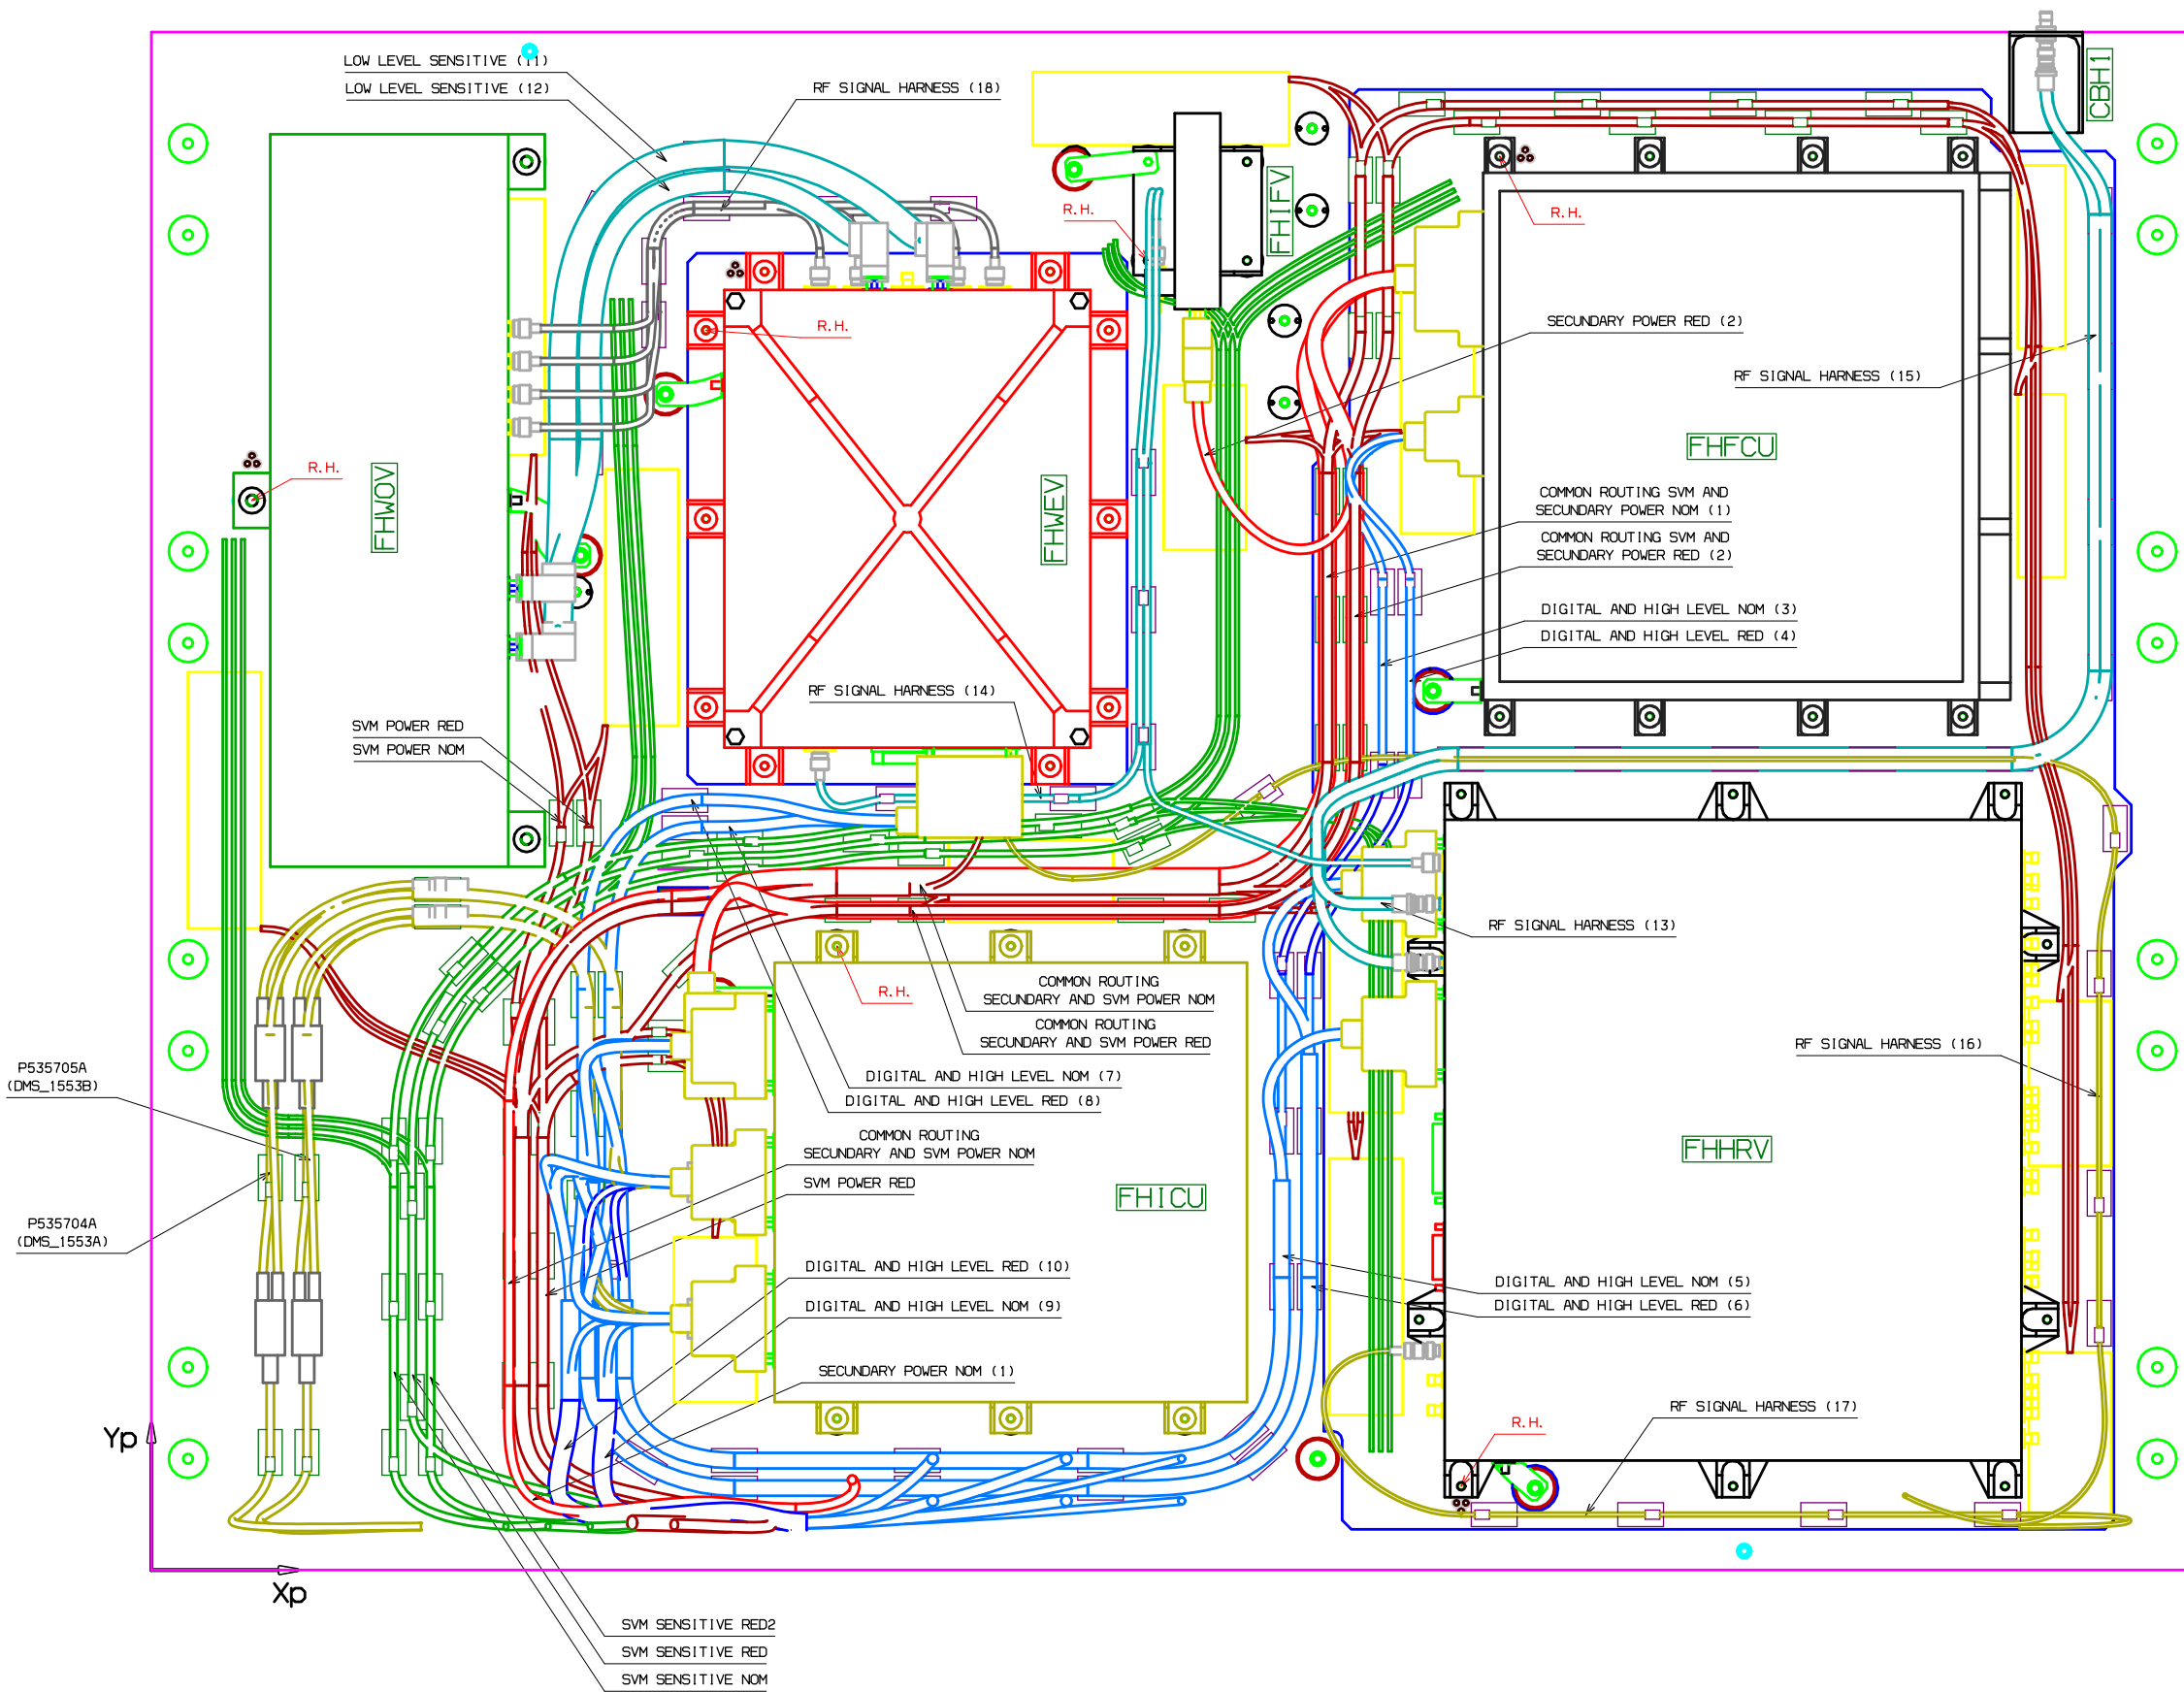 LOW LEVEL SENSITIVE (11)
LOW LEVEL SENSITIVE (12)
RF SIGNAL HARNESS (18)
CBH1
FHIFV
R.H.
R.H.
R.H.
SECUNDARY POWER RED (2)
RF SIGNAL HARNESS (15)
FHFCU
R.H.
FHWOV
FHWEV
COMMON ROUTING SVM AND
SECUNDARY POWER NOM (1)
COMMON ROUTING SVM AND
SECUNDARY POWER RED (2)
DIGITAL AND HIGH LEVEL NOM (3)
DIGITAL AND HIGH LEVEL RED (4)
RF SIGNAL HARNESS (14)
SVM POWER RED
SVM POWER NOM
RF SIGNAL HARNESS (13)
R.H.
COMMON ROUTING
SECUNDARY AND SVM POWER NOM
COMMON ROUTING
SECUNDARY AND SVM POWER RED
RF SIGNAL HARNESS (16)
P535705A
(DMS_1553B)
DIGITAL AND HIGH LEVEL NOM (7)
DIGITAL AND HIGH LEVEL RED (8)
COMMON ROUTING
SECUNDARY AND SVM POWER NOM
SVM POWER RED
FHHRV
FHICU
P535704A
(DMS_1553A)
DIGITAL AND HIGH LEVEL RED (10)
DIGITAL AND HIGH LEVEL NOM (9)
DIGITAL AND HIGH LEVEL NOM (5)
DIGITAL AND HIGH LEVEL RED (6)
SECUNDARY POWER NOM (1)
RF SIGNAL HARNESS (17)
R.H.
Yp
Xp
SVM SENSITIVE RED2
SVM SENSITIVE RED
SVM SENSITIVE NOM